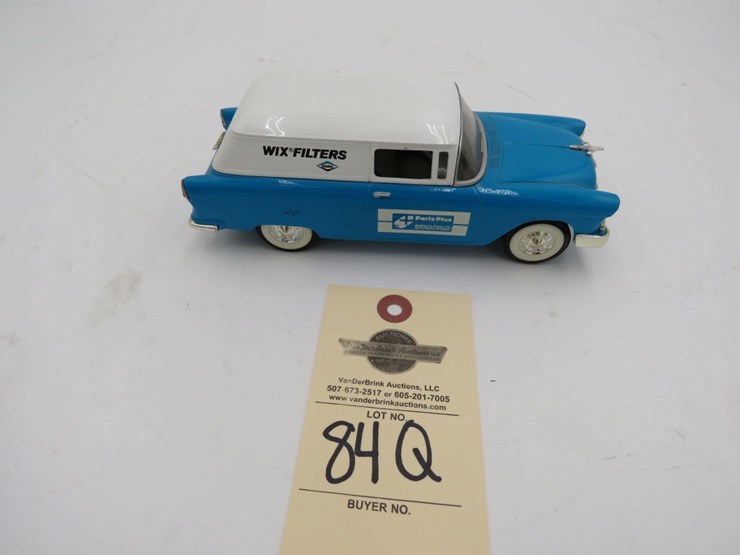 WIX® FILTERS
Parts Plus
VanDerBrink Auctions, LLC
507-673-2517 or 605-201-7005
www.vanderbrinkauctions.com
LOT NO.
84Q
BUYER NO.